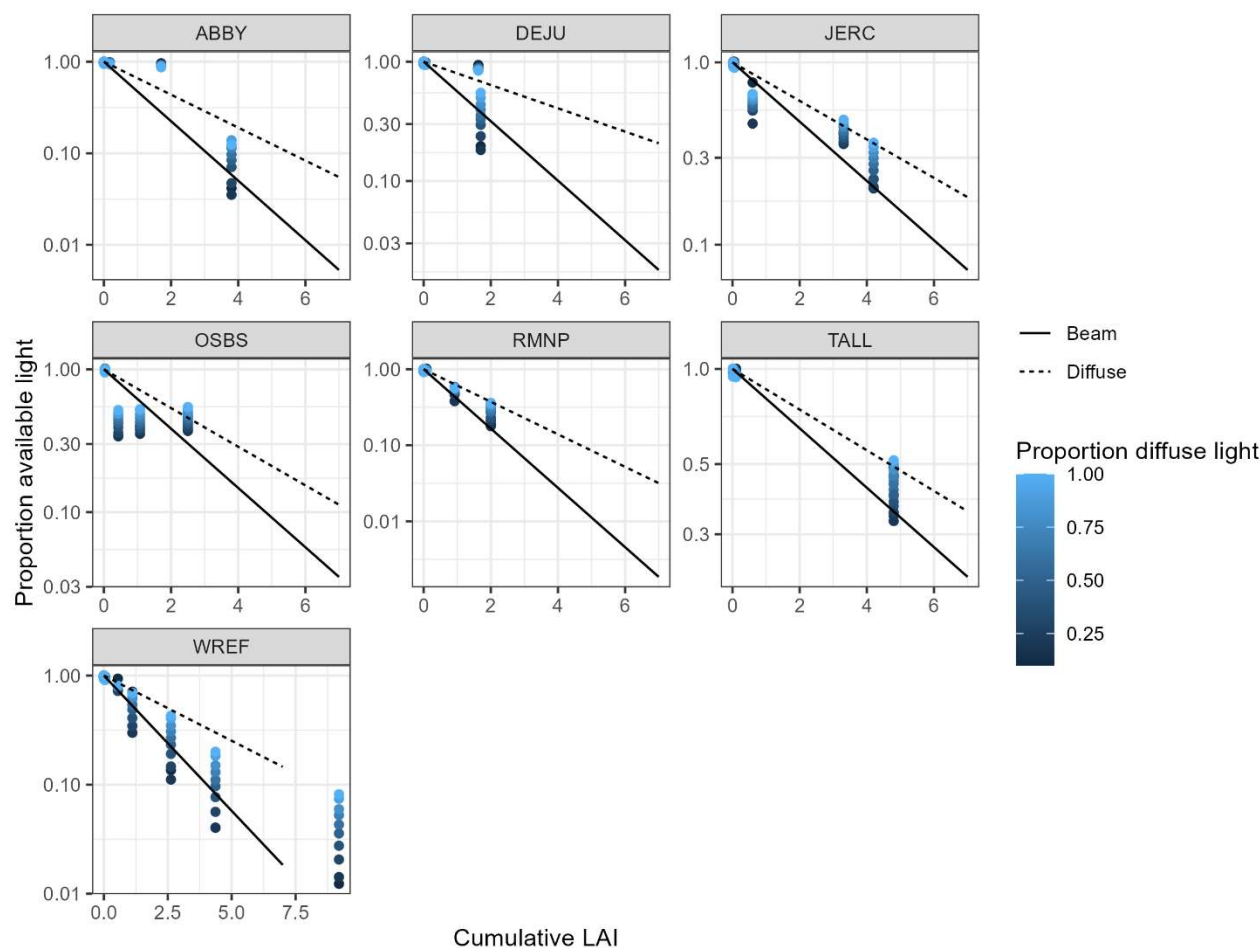 ABBY
DEJU
JERC
1.00
0.10
0.01
0 2 4 6
1.00
0.30
0.10
0.03
0 2 4 6
1.0
0.3
0.1
0 2 4 6
OSBS
RMNP
TALL
1.00
0.30
0.10
0.03
0 2 4 6
1.00
0.10
0.01
0 2 4 6
1.0
0.5
0.3
0 2 4 6
WREF
1.00
0.10
0.01
0.0 2.5 5.0 7.5
Proportion available light
Cumulative LAI
Beam
Diffuse
Proportion diffuse light
1.00
0.75
0.50
0.25